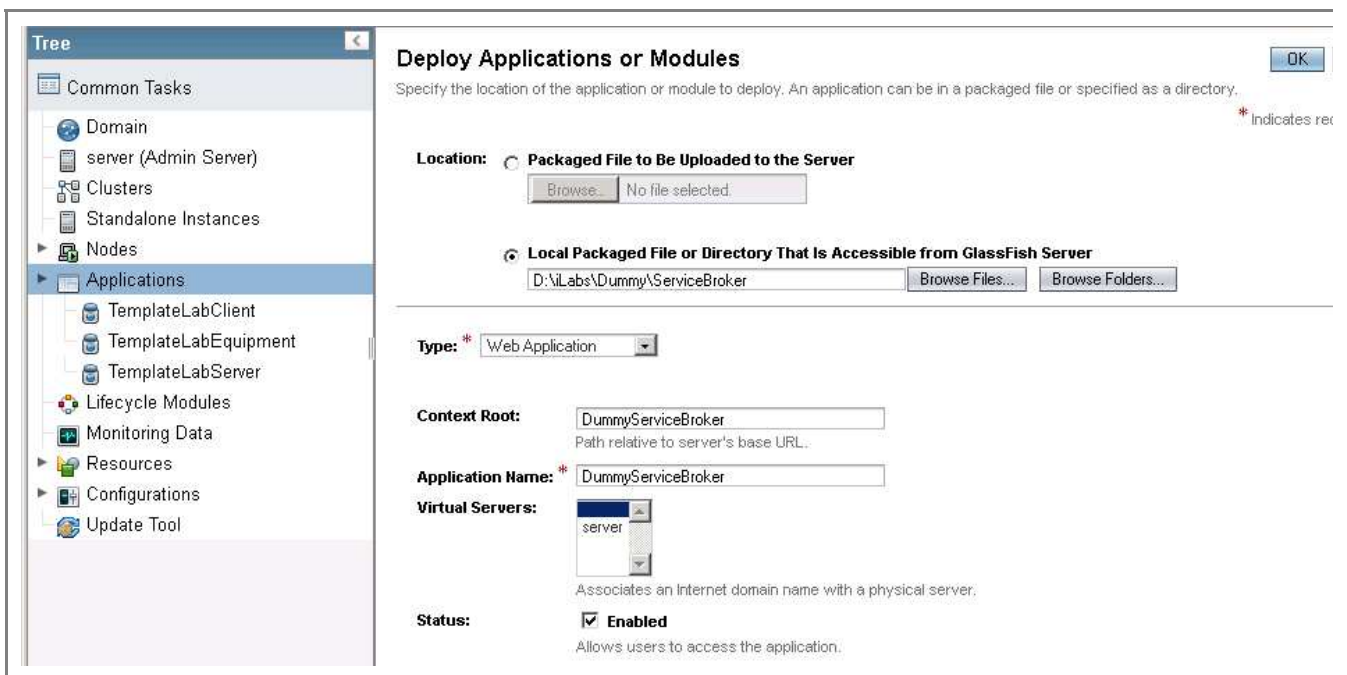 Tree
Common Tasks
Domain
server (Admin Server)
Clusters
Standalone Instances
Nodes
Applications
TemplateLabClient
TemplateLabEquipment
TemplateLabServer
Lifecycle Modules
Monitoring Data
Resources
Configurations
Update Tool
Deploy Applications or Modules
OK
Specify the location of the application or module to deploy. An application can be in a packaged file or specified as a directory.
* Indicates rec
Location: Packaged File to Be Uploaded to the Server
Browse... No file selected.
Local Packaged File or Directory That Is Accessible from GlassFish Server
D:\iLabs\Dummy\ServiceBroker Browse Files... Browse Folders...
Type: * Web Application
Context Root: DummyServiceBroker
Path relative to server's base URL.
Application Name: * DummyServiceBroker
Virtual Servers:
server
Associates an Internet domain name with a physical server.
Status: Enabled
Allows users to access the application.